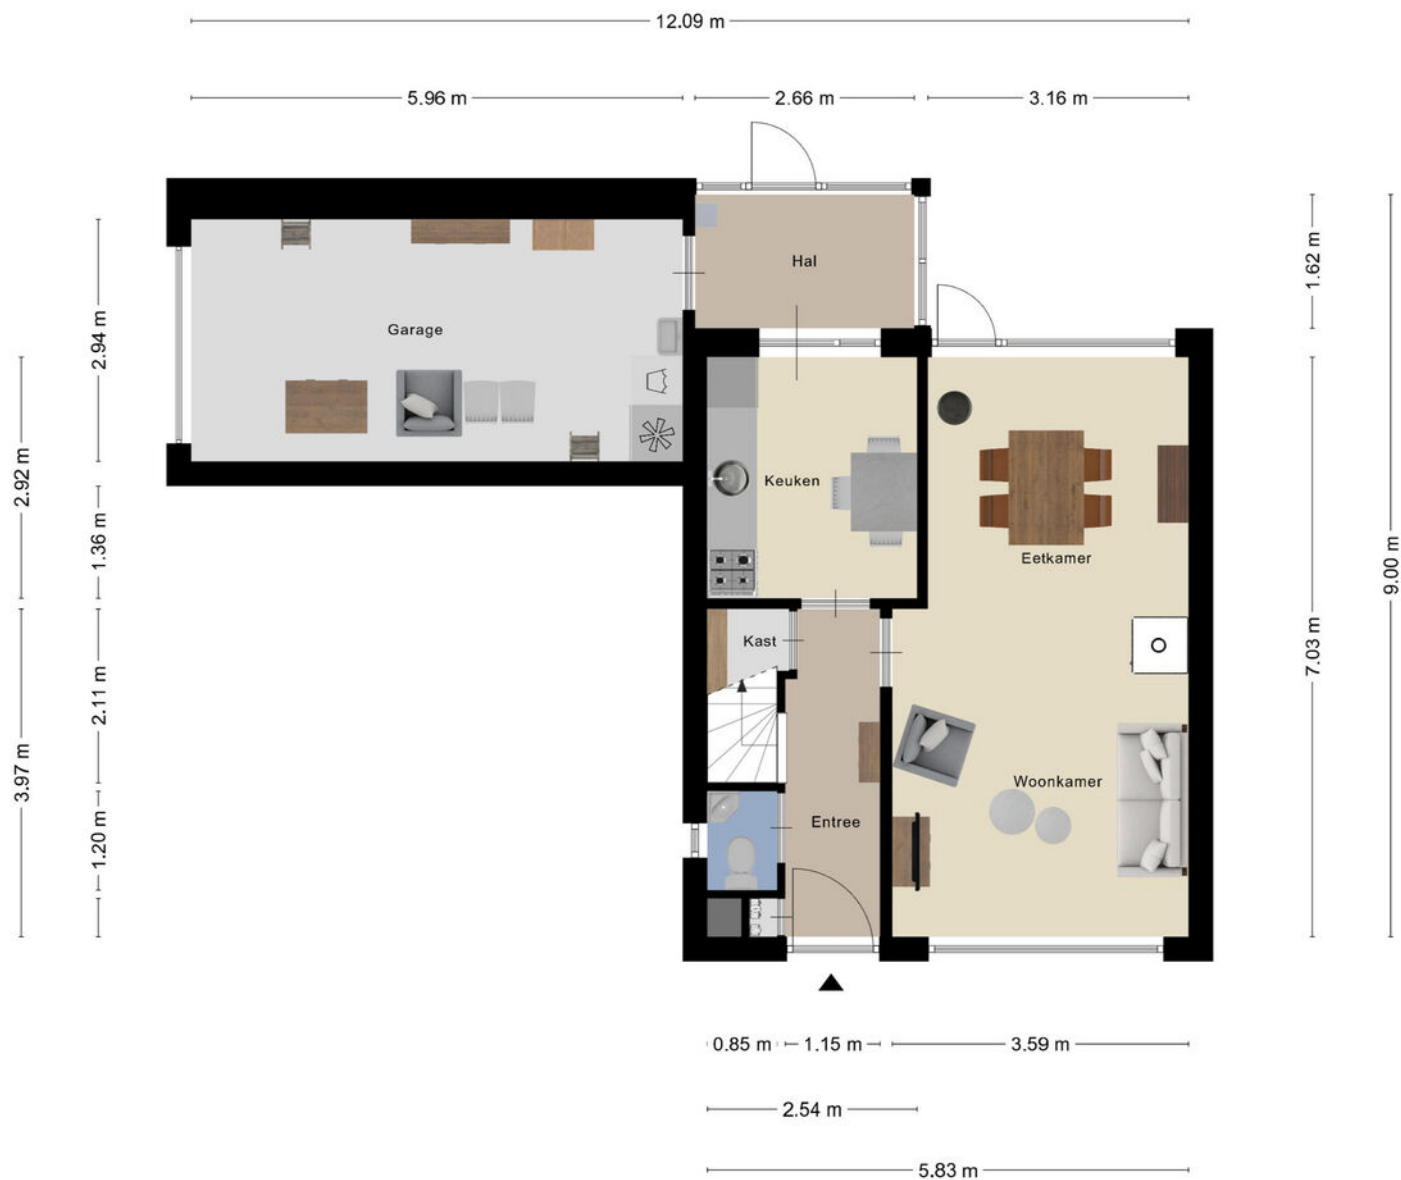 12.09 m
5.96 m
2.66 m
3.16 m
Hal
1.62 m
Garage
2.94 m
2.92 m
Keuken
1.36 m
Eetkamer
9.00 m
Kast
7.03 m
2.11 m
3.97 m
Woonkamer
Entree
1.20 m
0.85 m
1.15 m
3.59 m
2.54 m
5.83 m